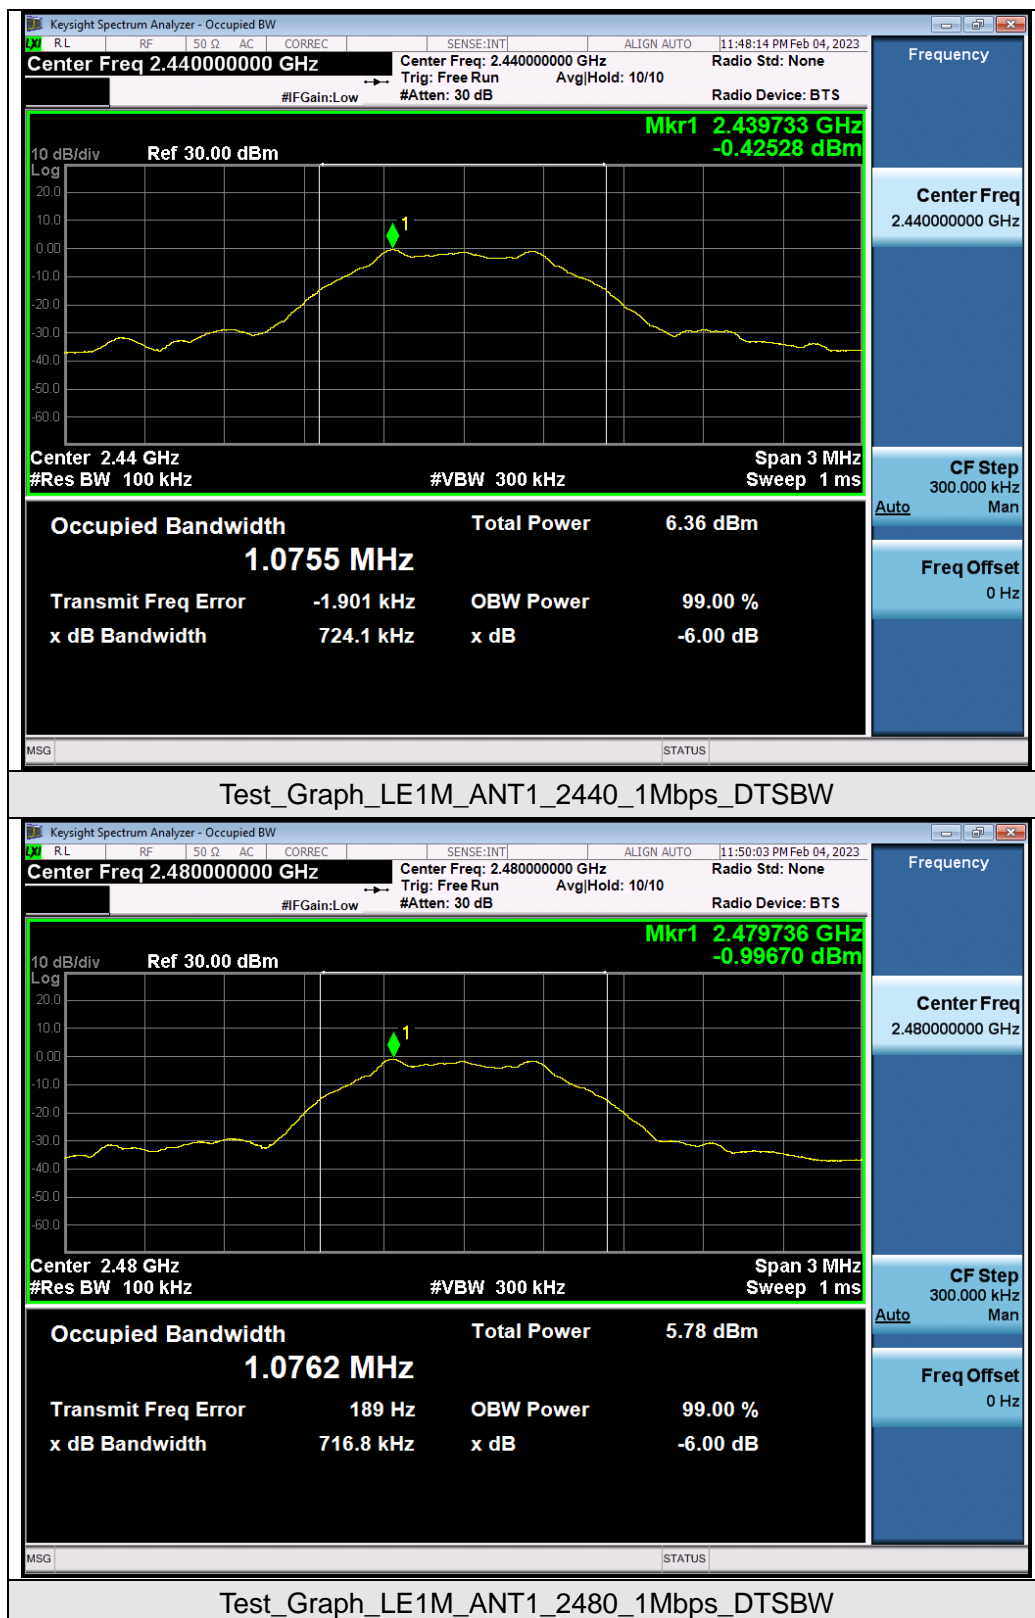 Keysight Spectrum Analyzer - Occupied BW
LXI RL RF 50 Ω AC CORREC SENSE:INT ALIGN AUTO 11:48:14 PM Feb 04, 2023
Center Freq 2.440000000 GHz Center Freq: 2.440000000 GHz Radio Std: None Frequency
Trig: Free Run Avg|Hold: 10/10
#IFGain:Low #Atten: 30 dB Radio Device: BTS
Mkr1 2.439733 GHz
10 dB/div Ref 30.00 dBm -0.42528 dBm
Log
20.0
10.0
0.00
-10.0
-20.0
-30.0
-40.0
-50.0
-60.0
1
Center Freq
2.440000000 GHz
Center 2.44 GHz Span 3 MHz
#Res BW 100 kHz #VBW 300 kHz Sweep 1 ms
CF Step
300.000 kHz
Auto Man
Occupied Bandwidth Total Power 6.36 dBm
1.0755 MHz
Freq Offset
0 Hz
Transmit Freq Error -1.901 kHz OBW Power 99.00 %
x dB Bandwidth 724.1 kHz x dB -6.00 dB
MSG STATUS
Test_Graph_LE1M_ANT1_2440_1Mbps_DTSBW
Keysight Spectrum Analyzer - Occupied BW
LXI RL RF 50 Ω AC CORREC SENSE:INT ALIGN AUTO 11:50:03 PM Feb 04, 2023
Center Freq 2.480000000 GHz Center Freq: 2.480000000 GHz Radio Std: None Frequency
Trig: Free Run Avg|Hold: 10/10
#IFGain:Low #Atten: 30 dB Radio Device: BTS
Mkr1 2.479736 GHz
10 dB/div Ref 30.00 dBm -0.99670 dBm
Log
20.0
10.0
0.00
-10.0
-20.0
-30.0
-40.0
-50.0
-60.0
1
Center Freq
2.480000000 GHz
Center 2.48 GHz Span 3 MHz
#Res BW 100 kHz #VBW 300 kHz Sweep 1 ms
CF Step
300.000 kHz
Auto Man
Occupied Bandwidth Total Power 5.78 dBm
1.0762 MHz
Freq Offset
0 Hz
Transmit Freq Error 189 Hz OBW Power 99.00 %
x dB Bandwidth 716.8 kHz x dB -6.00 dB
MSG STATUS
Test_Graph_LE1M_ANT1_2480_1Mbps_DTSBW